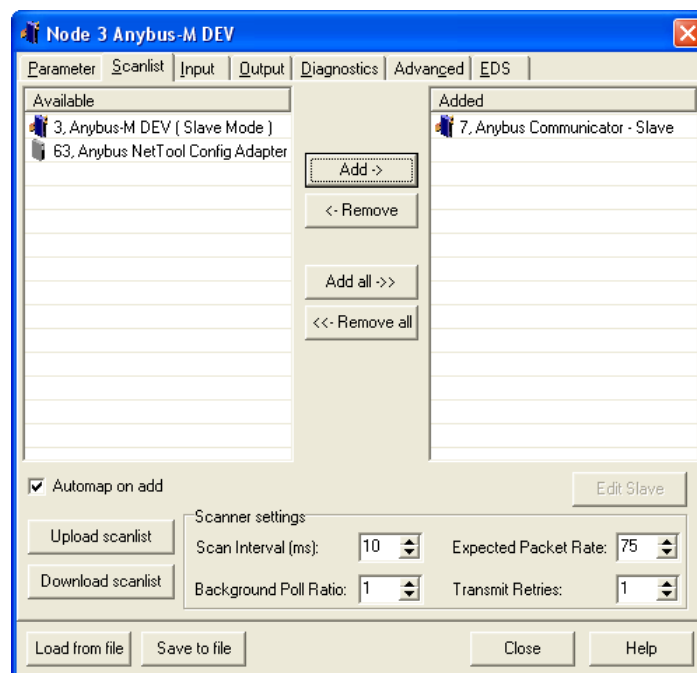 Node 3 Anybus-M DEV
Parameter Scanlist Input Output Diagnostics Advanced EDS
Available
Added
3, Anybus-M DEV ( Slave Mode )
7, Anybus Communicator - Slave
63, Anybus NetTool Config Adapter
Add ->
<- Remove
Add all ->>
<<- Remove all
Automap on add
Edit Slave
Scanner settings
Upload scanlist
Scan Interval (ms): 10 Expected Packet Rate: 75
Download scanlist
Background Poll Ratio: 1 Transmit Retries: 1
Load from file Save to file Close Help